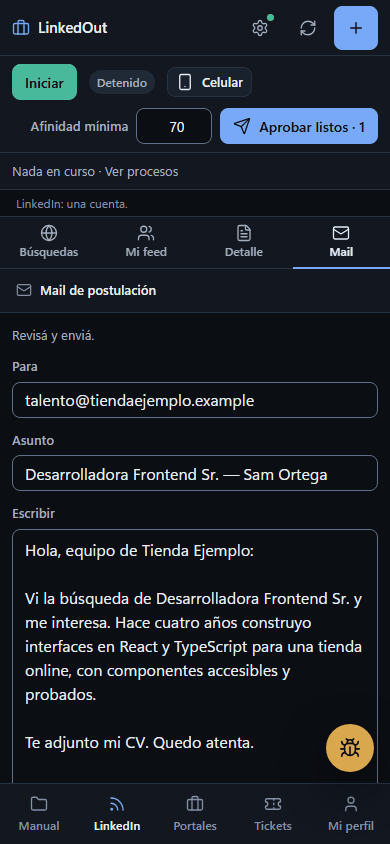 LinkedOut
Iniciar
Detenido
Celular
Afinidad mínima
70
Aprobar listos · 1
Nada en curso · Ver procesos
LinkedIn: una cuenta.
Búsquedas
Mi feed
Detalle
Mail
Mail de postulación
Revisá y enviá.
Para
talento@tiendaejemplo.example
Asunto
Desarrolladora Frontend Sr. — Sam Ortega
Escribir
Hola, equipo de Tienda Ejemplo:
Vi la búsqueda de Desarrolladora Frontend Sr. y
me interesa. Hace cuatro años construyo
interfaces en React y TypeScript para una tienda
online, con componentes accesibles y
probados.
Te adjunto mi CV. Quedo atenta.
Manual
LinkedIn
Portales
Tickets
Mi perfil